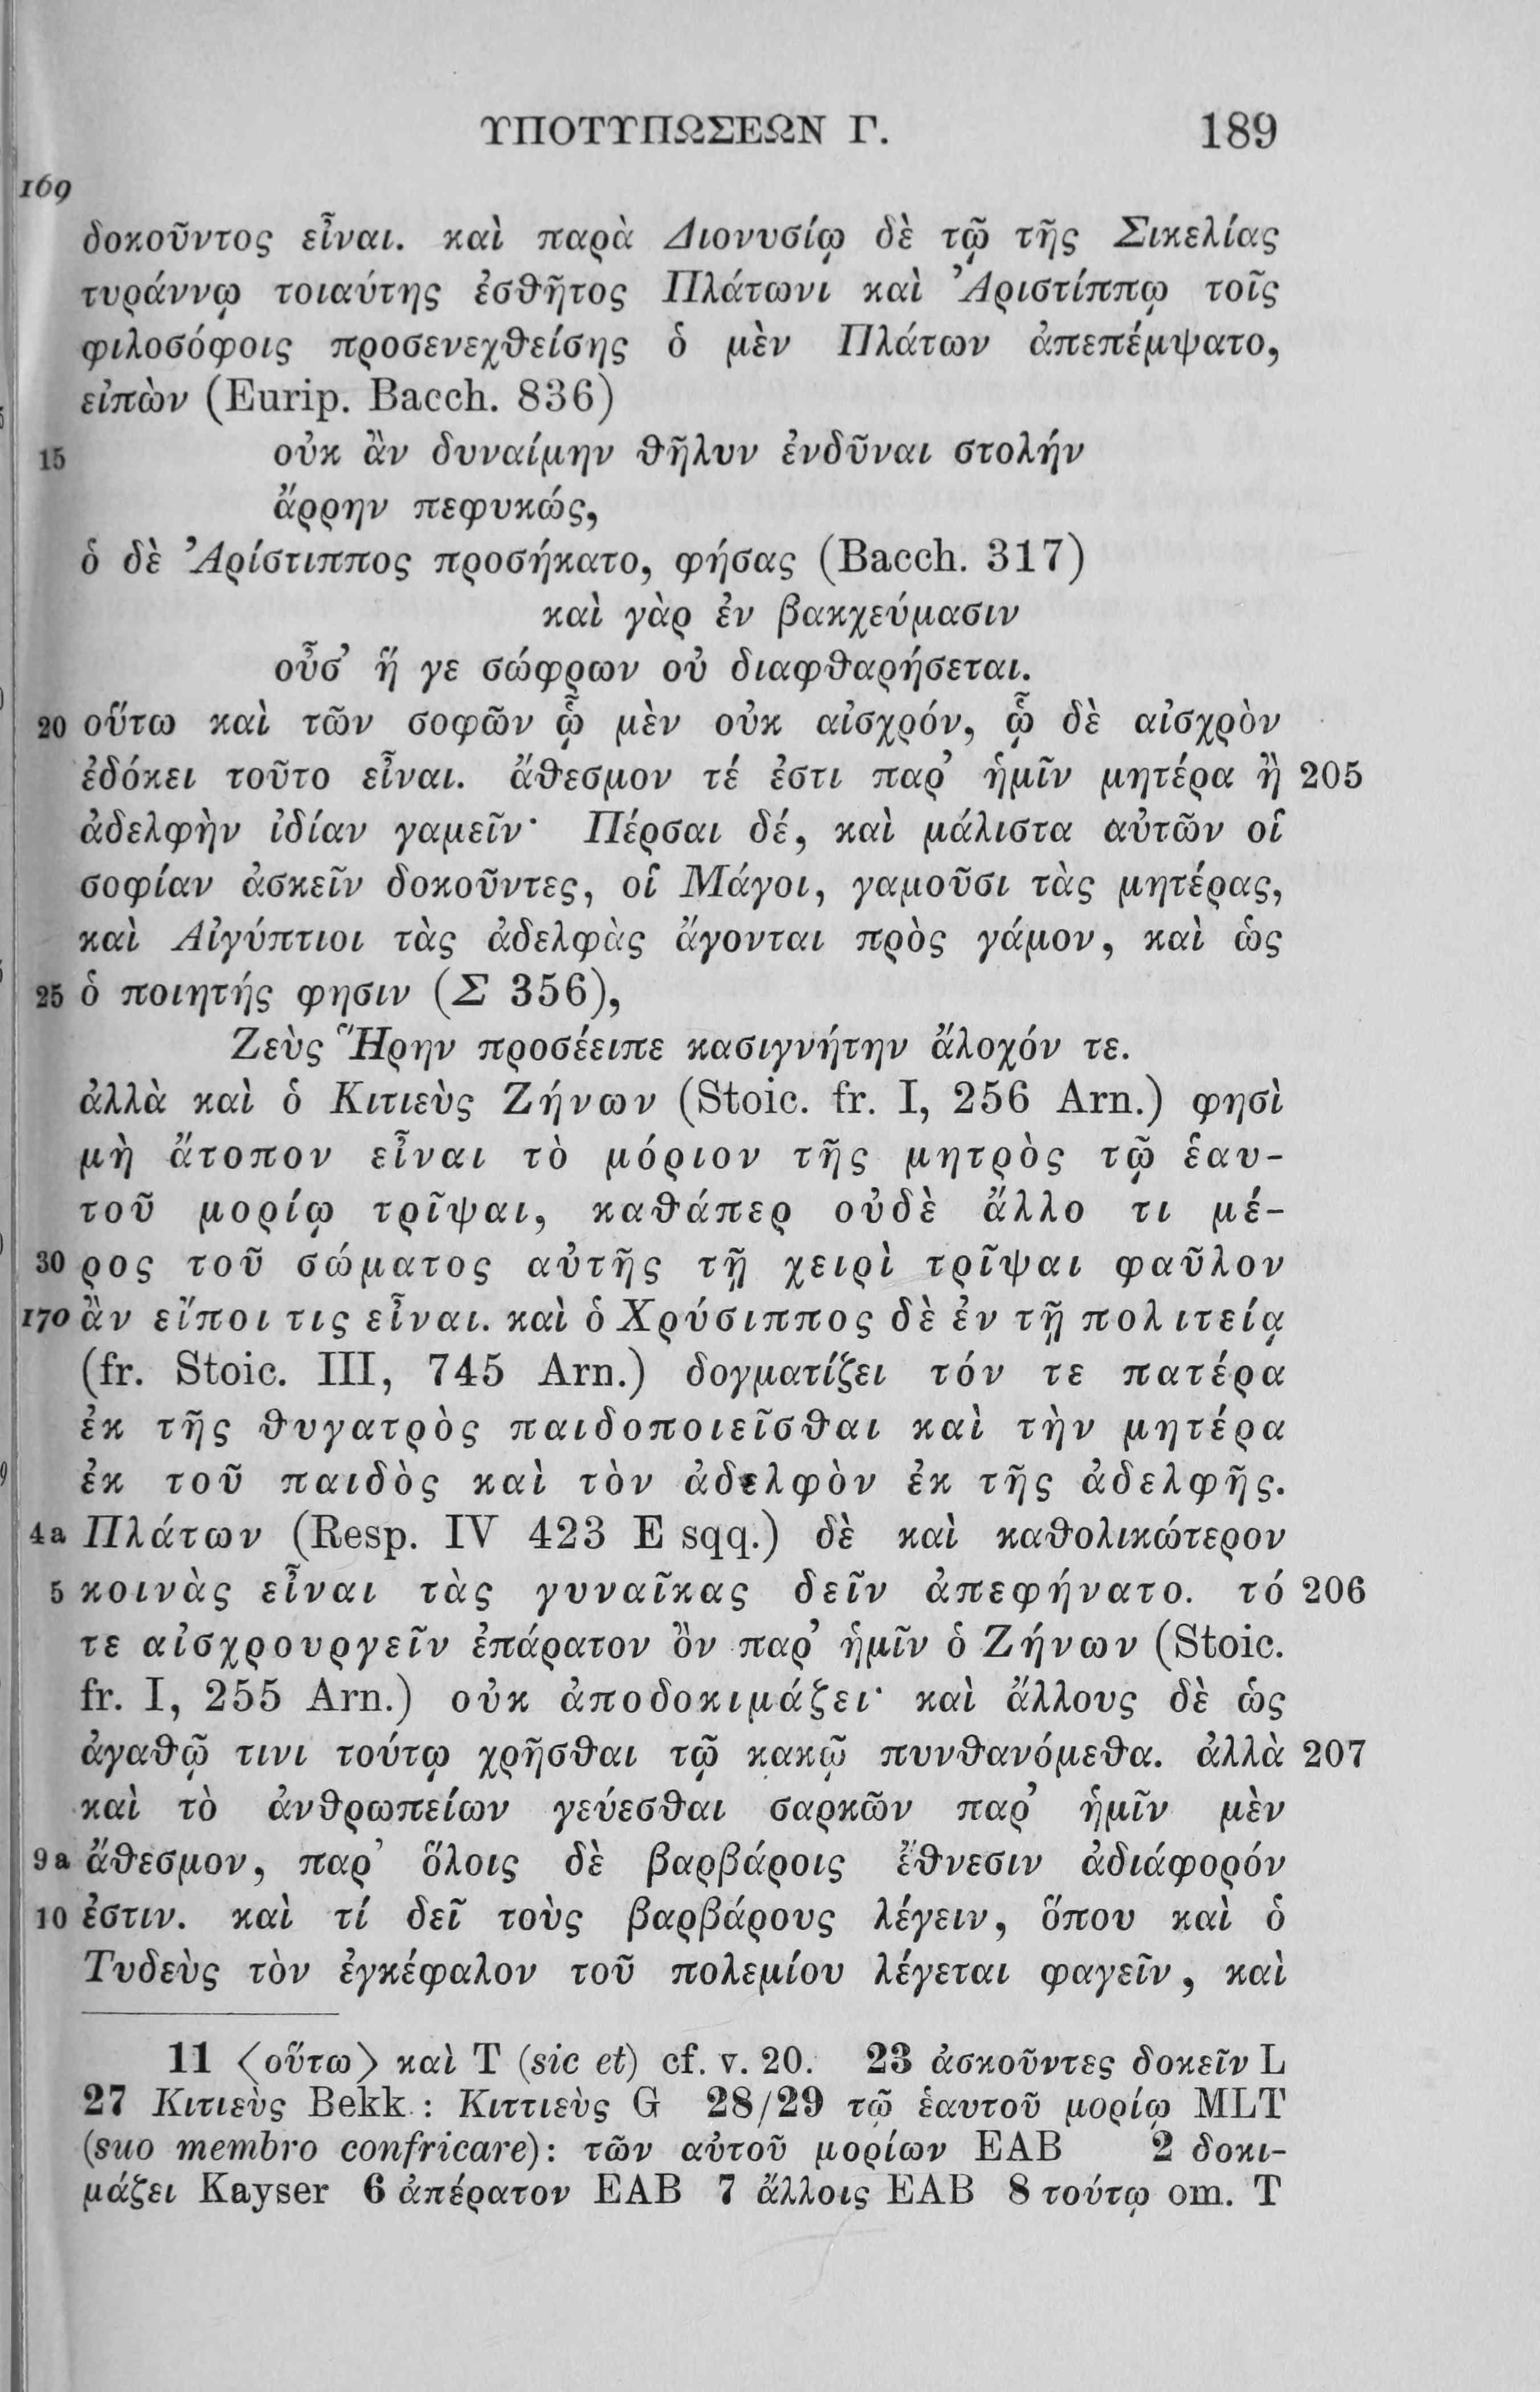 ΥΠΟΤΥΠΩΣΕΩΝ Γ. 189
169
δοκοῦντος εἶναι. καὶ παρὰ Διονυσίῳ δὲ τῷ τῆς Σικελίας
τυράννῳ τοιαύτης ἐσθῆτος Πλάτωνι καὶ Ἀριστίππῳ τοῖς
φιλοσόφοις προσενεχθείσης ὁ μὲν Πλάτων ἀπεπέμψατο,
εἰπὼν (Eurip. Bacch. 836)
15 οὐκ ἂν δυναίμην θῆλυν ἐνδῦναι στολήν
ἄρρην πεφυκώς,
ὁ δὲ Ἀρίστιππος προσήκατο, φήσας (Bacch. 317)
καὶ γὰρ ἐν βακχεύμασιν
οὖσ’ ἥ γε σώφρων οὐ διαφθαρήσεται.
20 οὕτω καὶ τῶν σοφῶν ᾧ μὲν οὐκ αἰσχρόν, ᾧ δὲ αἰσχρὸν
ἐδόκει τοῦτο εἶναι. ἄθεσμον τέ ἐστι παρ’ ἡμῖν μητέρα ἢ 205
ἀδελφὴν ἰδίαν γαμεῖν· Πέρσαι δέ, καὶ μάλιστα αὐτῶν οἱ
σοφίαν ἀσκεῖν δοκοῦντες, οἱ Μάγοι, γαμοῦσι τὰς μητέρας,
καὶ Αἰγύπτιοι τὰς ἀδελφὰς ἄγονται πρὸς γάμον, καὶ ὡς
25 ὁ ποιητής φησιν (Σ 356),
Ζεὺς Ἥρην προσέειπε κασιγνήτην ἄλοχόν τε.
ἀλλὰ καὶ ὁ Κιτιεὺς Ζήνων (Stoic. fr. I, 256 Arn.) φησὶ
μὴ ἄτοπον εἶναι τὸ μόριον τῆς μητρὸς τῷ ἑαυ-
τοῦ μορίῳ τρῖψαι, καθάπερ οὐδὲ ἄλλο τι μέ-
30 ρος τοῦ σώματος αὐτῆς τῇ χειρὶ τρῖψαι φαῦλον
170 ἂν εἴποι τις εἶναι. καὶ ὁ Χρύσιππος δὲ ἐν τῇ πολιτείᾳ
(fr. Stoic. III, 745 Arn.) δογματίζει τόν τε πατέρα
ἐκ τῆς θυγατρὸς παιδοποιεῖσθαι καὶ τὴν μητέρα
ἐκ τοῦ παιδὸς καὶ τὸν ἀδελφὸν ἐκ τῆς ἀδελφῆς.
4a Πλάτων (Resp. IV 423 E sqq.) δὲ καὶ καθολικώτερον
5 κοινὰς εἶναι τὰς γυναῖκας δεῖν ἀπεφήνατο. τό 206
τε αἰσχρουργεῖν ἐπάρατον ὂν παρ’ ἡμῖν ὁ Ζήνων (Stoic.
fr. I, 255 Arn.) οὐκ ἀποδοκιμάζει· καὶ ἄλλους δὲ ὡς
ἀγαθῷ τινι τούτῳ χρῆσθαι τῷ κακῷ πυνθανόμεθα. ἀλλὰ 207
καὶ τὸ ἀνθρωπείων γεύεσθαι σαρκῶν παρ’ ἡμῖν μὲν
9a ἄθεσμον, παρ’ ὅλοις δὲ βαρβάροις ἔθνεσιν ἀδιάφορόν
10 ἐστιν. καὶ τί δεῖ τοὺς βαρβάρους λέγειν, ὅπου καὶ ὁ
Τυδεὺς τὸν ἐγκέφαλον τοῦ πολεμίου λέγεται φαγεῖν, καὶ
11 〈οὕτω〉 καὶ T (sic et) cf. v. 20. 23 ἀσκοῦντες δοκεῖν L
27 Κιτιεὺς Bekk.: Κιττιεὺς G 28/29 τῷ ἑαυτοῦ μορίῳ MLT
(suo membro confricare): τῶν αὐτοῦ μορίων EAB 2 δοκι-
μάζει Kayser 6 ἀπέρατον EAB 7 ἄλλοις EAB 8 τούτῳ om. T